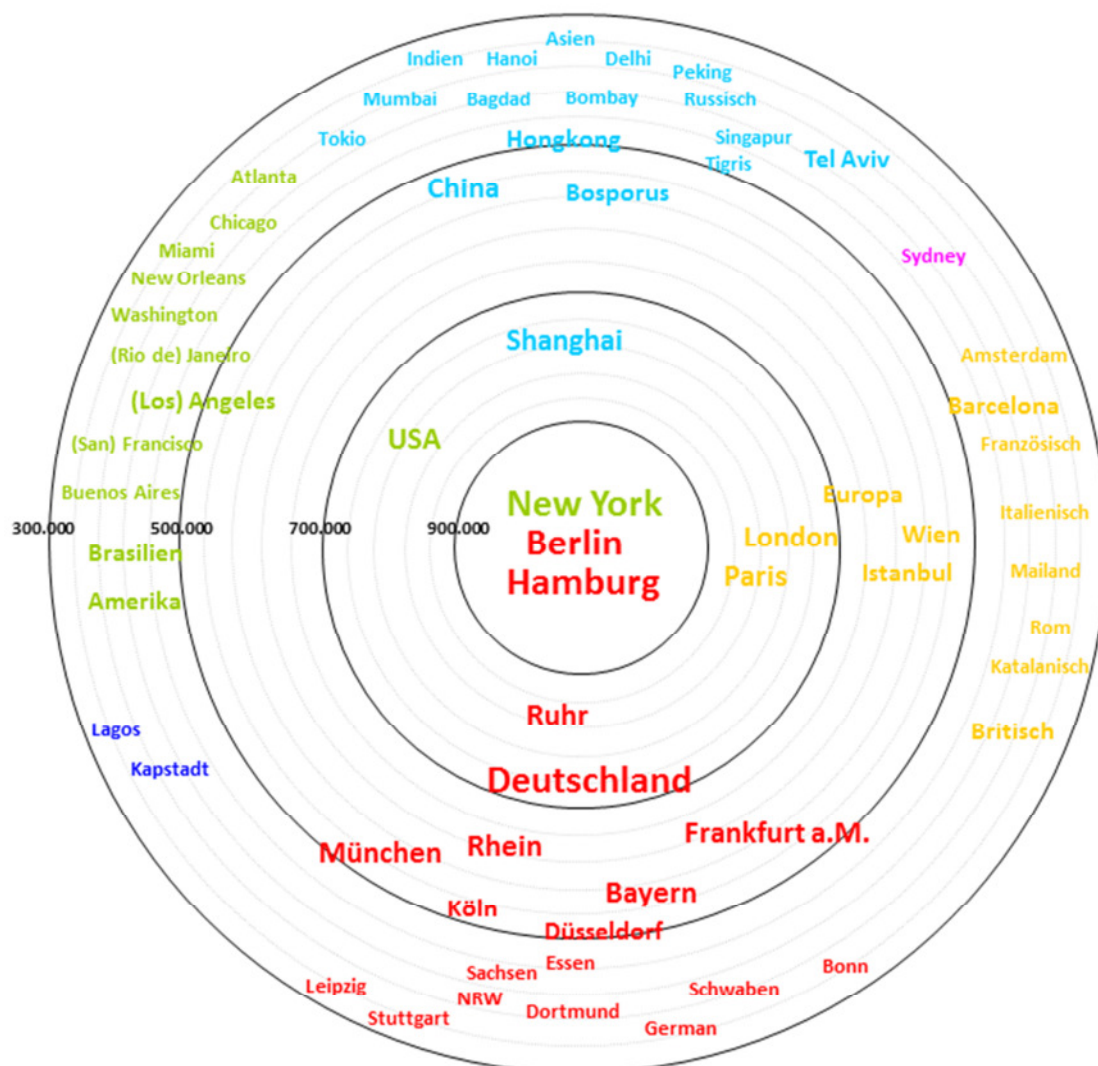 Asien
Indien Hanoi Delhi
Peking
Mumbai Bagdad Bombay Russisch
Tokio Hongkong Singapur
Tigris Tel Aviv
Atlanta China Bosporus
Chicago
Miami Sydney
New Orleans
Washington
Shanghai
(Rio de) Janeiro Amsterdam
(Los) Angeles Barcelona
(San) Francisco USA Französisch
Buenos Aires New York Europa
300.000 500.000 700.000 900.000 Italienisch
Berlin London Wien
Brasilien
Hamburg Paris Istanbul Mailand
Amerika
Rom
Katalanisch
Lagos Ruhr Britisch
Kapstadt Deutschland
München Rhein Frankfurt a.M.
Bayern
Köln
Düsseldorf
Essen
Leipzig Sachsen Bonn
NRW Schwaben
Stuttgart Dortmund
German